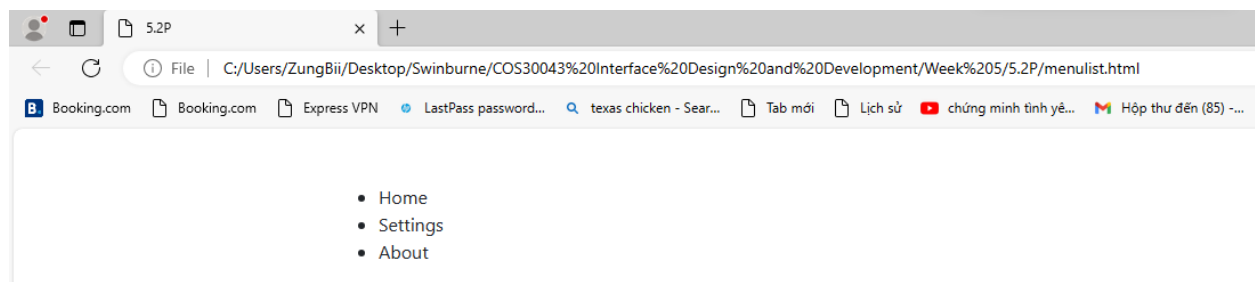 5.2P
File | C:/Users/ZungBii/Desktop/Swinburne/COS30043%20Interface%20Design%20and%20Development/Week%205/5.2P/menulist.html
B. Booking.com Booking.com Express VPN LastPass password... texas chicken - Sear... Tab mới Lịch sử chứng minh tình yê... Hộp thư đến (85) -...
Home
Settings
About